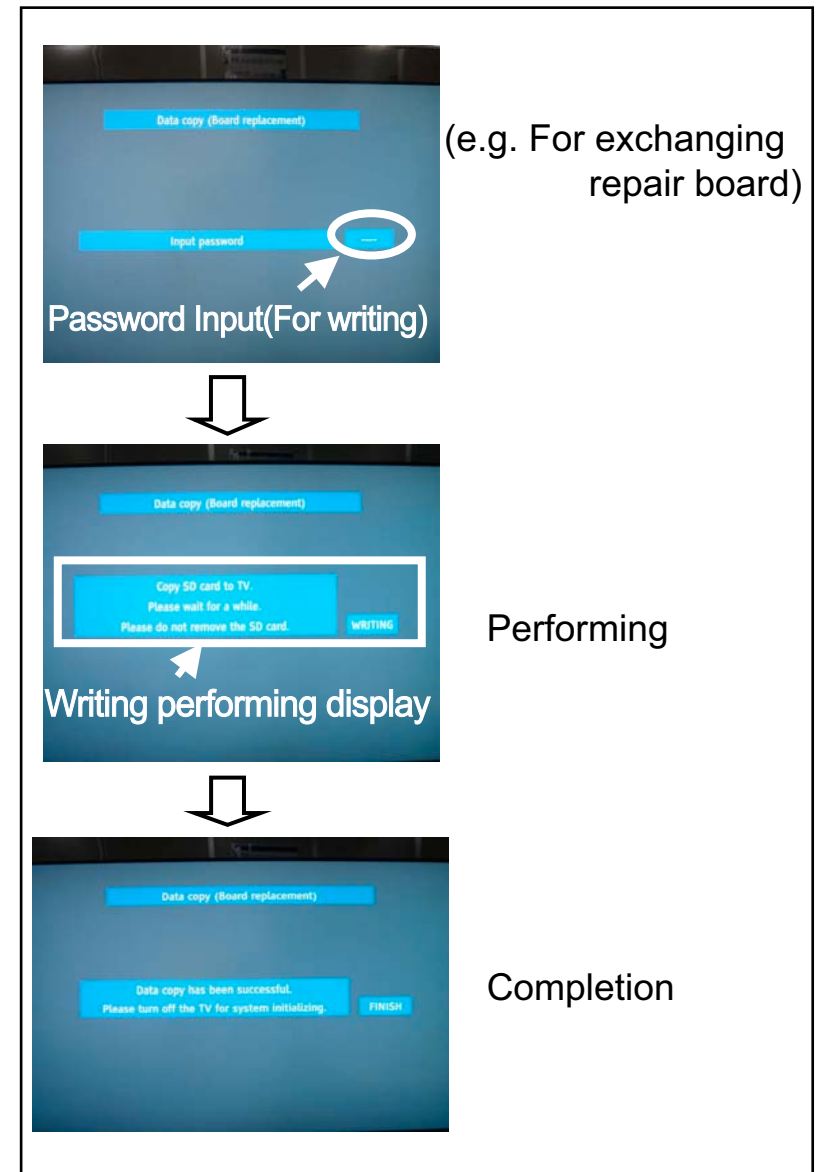 Data copy (Board replacement)
(e.g. For exchanging
repair board)
Input password
Password Input(For writing)
Data copy (Board replacement)
Copy SD card to TV.
Please wait for a while.
Please do not remove the SD card.
WRITING
Performing
Writing performing display
Data copy (Board replacement)
Data copy has been successful.
Please turn off the TV for system initializing.
FINISH
Completion